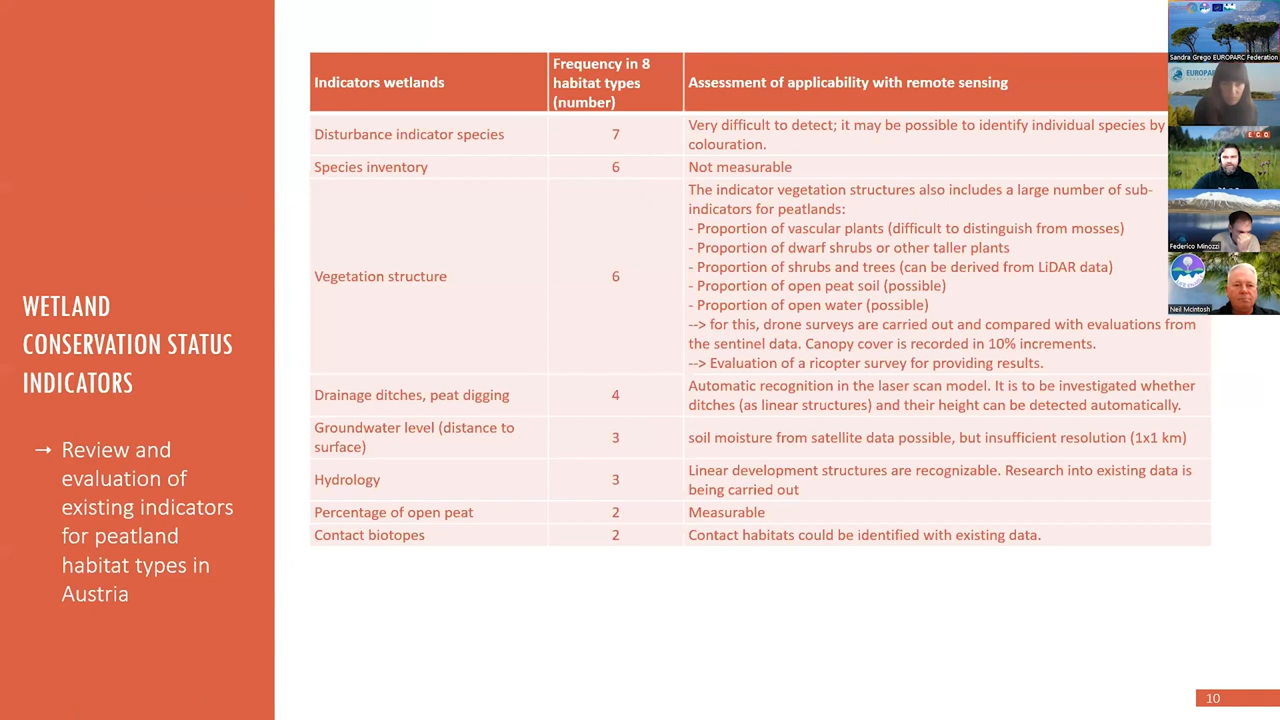 WETLAND
CONSERVATION STATUS
INDICATORS
→ Review and
evaluation of
existing indicators
for peatland
habitat types in
Austria
Indicators wetlands
Frequency in 8
habitat types
(number)
Assessment of applicability with remote sensing
Disturbance indicator species
7
Very difficult to detect; it may be possible to identify individual species by
colouration.
Species inventory
6
Not measurable
Vegetation structure
6
The indicator vegetation structures also includes a large number of sub-
indicators for peatlands:
- Proportion of vascular plants (difficult to distinguish from mosses)
- Proportion of dwarf shrubs or other taller plants
- Proportion of shrubs and trees (can be derived from LiDAR data)
- Proportion of open peat soil (possible)
- Proportion of open water (possible)
--> for this, drone surveys are carried out and compared with evaluations from
the sentinel data. Canopy cover is recorded in 10% increments.
--> Evaluation of a ricopter survey for providing results.
Drainage ditches, peat digging
4
Automatic recognition in the laser scan model. It is to be investigated whether
ditches (as linear structures) and their height can be detected automatically.
Groundwater level (distance to
surface)
3
soil moisture from satellite data possible, but insufficient resolution (1x1 km)
Hydrology
3
Linear development structures are recognizable. Research into existing data is
being carried out
Percentage of open peat
2
Measurable
Contact biotopes
2
Contact habitats could be identified with existing data.
10
Sandra Grego EUROPARC Federation
EUROPAR
E.C.O.
Federico Minozzi
Neil McIntosh